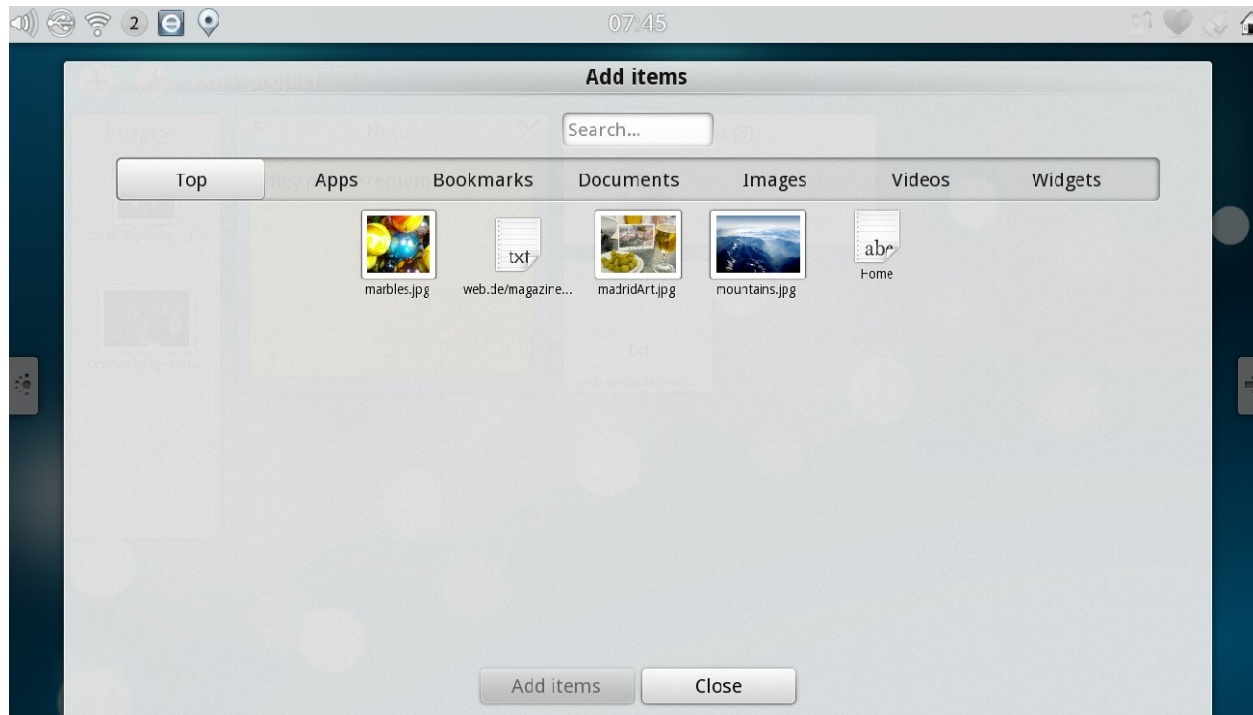 2 07:45
Add items
Search...
Top Apps Bookmarks Documents Images Videos Widgets
txt
abc
marbles.jpg web.de/magazine... madridArt.jpg mountains.jpg Home
Add items Close